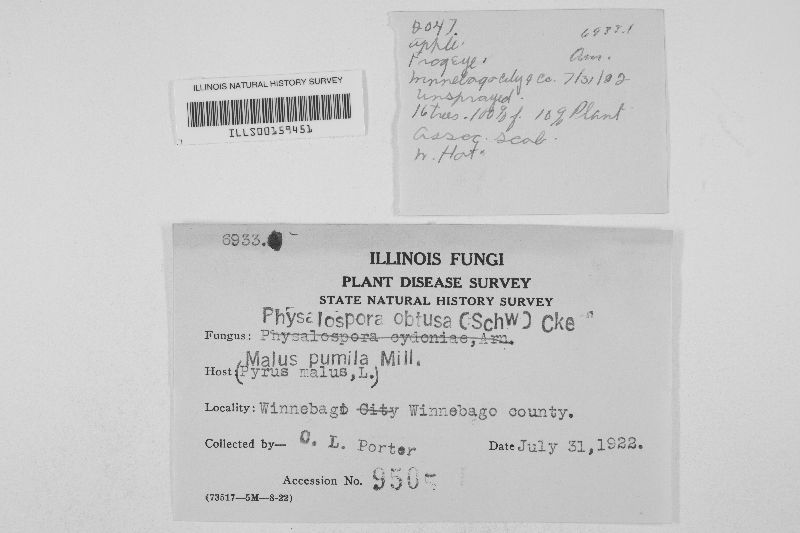 ILLINOIS NATURAL HISTORY SURVEY
ILLS00159451
2047.
6933.1
apple.
Frogeye.
Winnebago City & Co. 7/31/22
Unsprayed.
16 trees. 100% f. 10% Plant
assoc. scab.
6933.
ILLINOIS FUNGI
PLANT DISEASE SURVEY
STATE NATURAL HISTORY SURVEY
Physalospora obtusa (Schw) Cke
Fungus: Physalospora cydoniae, Arn.
Malus pumila Mill.
Host: (Pyrus malus, L.)
Locality: Winnebago City Winnebago county.
Collected by— C. L. Porter Date July 31, 1922.
Accession No. 9505
(73517—5M—8-22)